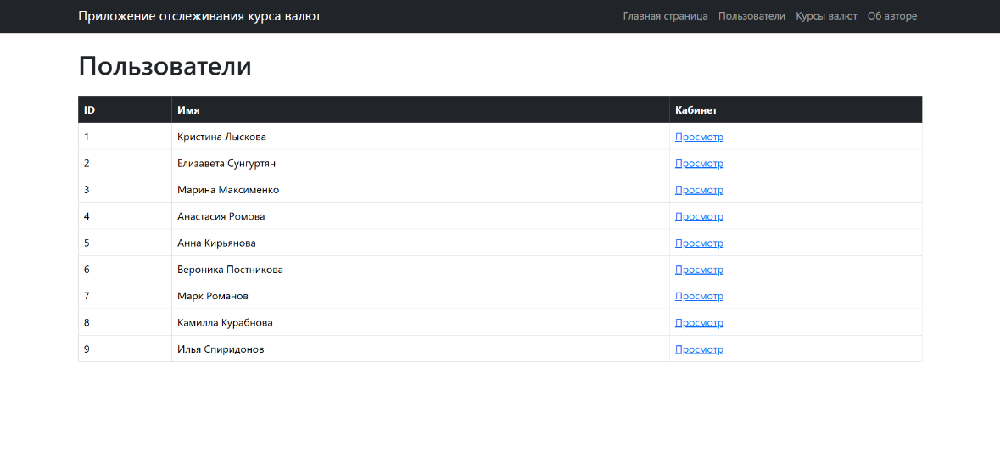 Приложение отслеживания курса валют Главная страница Пользователи Курсы валют Об авторе
Пользователи
ID Имя Кабинет
1 Кристина Лыскова Просмотр
2 Елизавета Сунгуртян Просмотр
3 Марина Максименко Просмотр
4 Анастасия Ромова Просмотр
5 Анна Кирьянова Просмотр
6 Вероника Постникова Просмотр
7 Марк Романов Просмотр
8 Камилла Курабнова Просмотр
9 Илья Спиридонов Просмотр